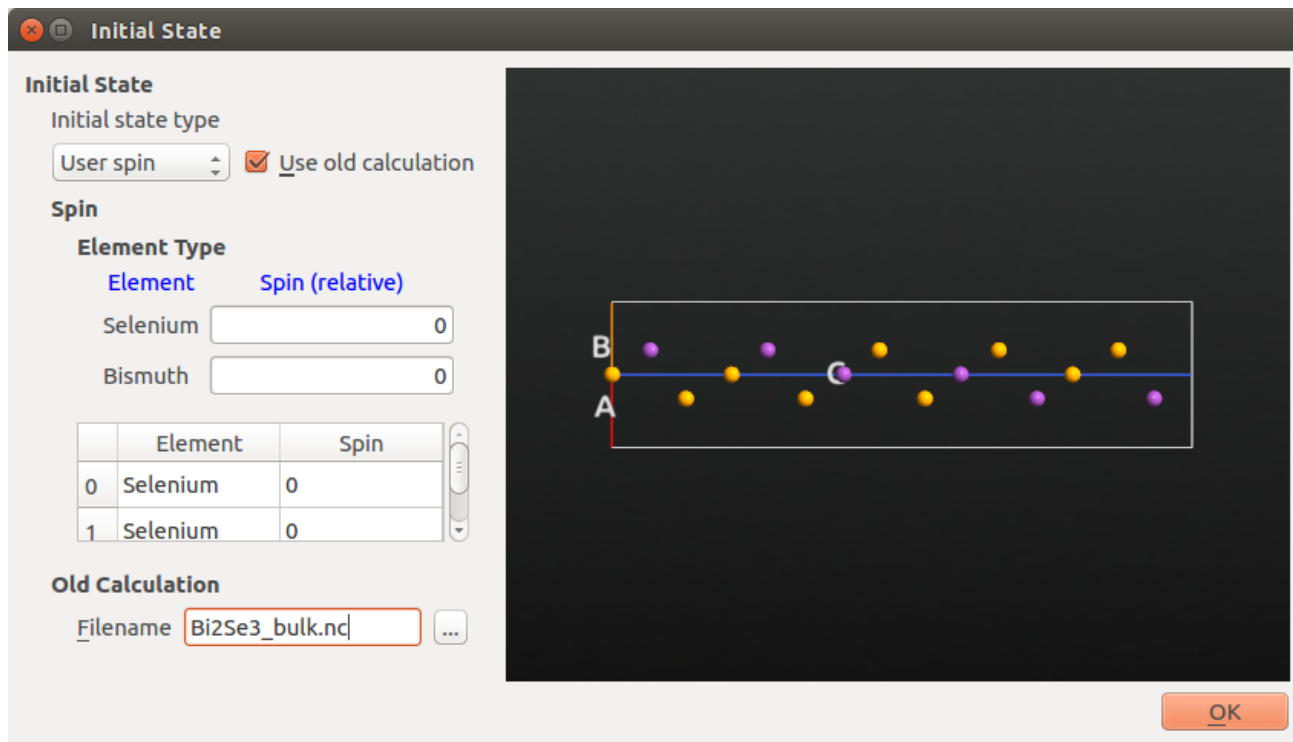 Initial State
Initial State
Initial state type
User spin Use old calculation
Spin
Element Type
Element Spin (relative)
Selenium 0
Bismuth 0
Element Spin
0 Selenium 0
1 Selenium 0
Old Calculation
Filename Bi2Se3_bulk.nc ...
B
C
A
OK